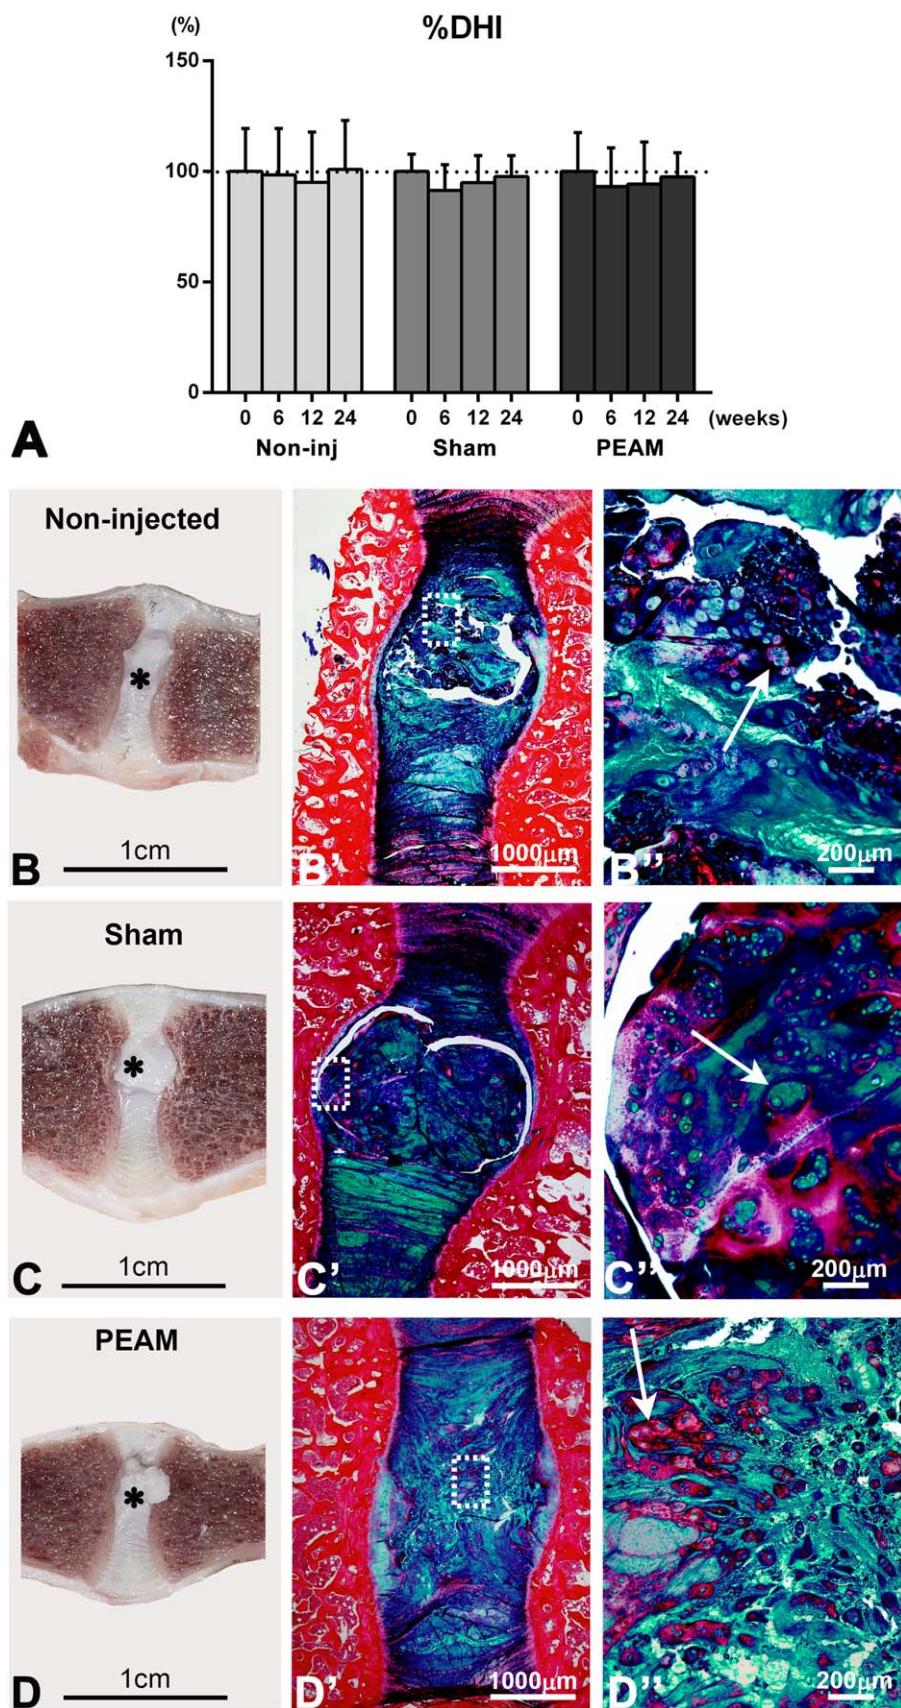 %DHI
(%)
150
100
50
0
0 6 12 24 0 6 12 24 0 6 12 24 (weeks)
Non-inj Sham PEAM
A
Non-injected
*
1cm
B
1000μm
B'
200μm
B''
Sham
*
1cm
C
1000μm
C'
200μm
C''
PEAM
*
1cm
D
1000μm
D'
200μm
D''